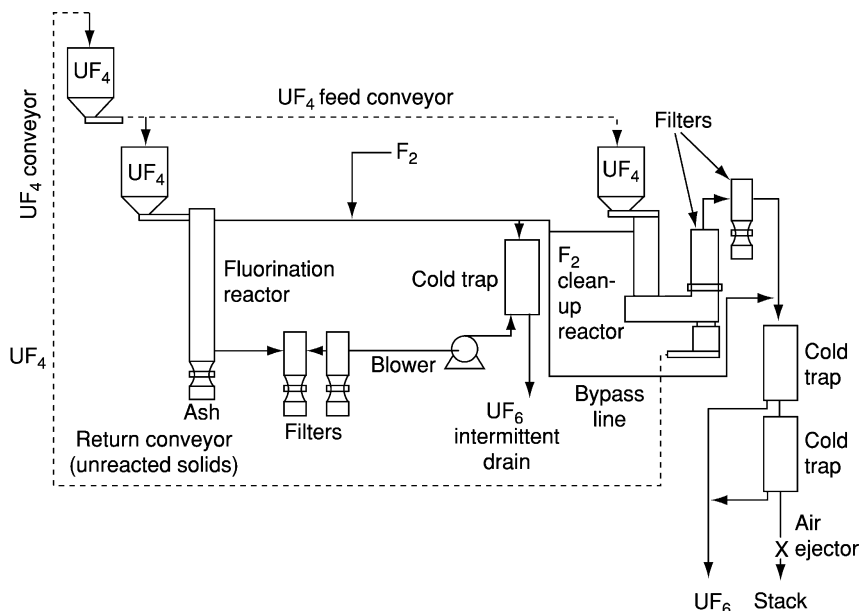 UF4
UF4 feed conveyor
Filters
UF4 conveyor
UF4
F2
UF4
Fluorination
reactor
Cold trap
F2
clean-
up
reactor
UF4
Blower
Cold
trap
Ash
Filters
UF6
intermittent
drain
Bypass
line
Return conveyor
(unreacted solids)
Cold
trap
Air
X ejector
UF6
Stack